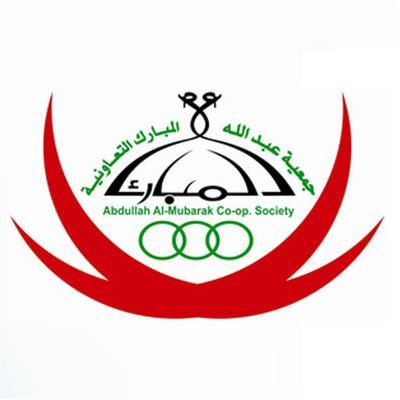 جمعية عبد الله المبارك التعاونية
المبارك
Abdullah Al-Mubarak Co-op. Society